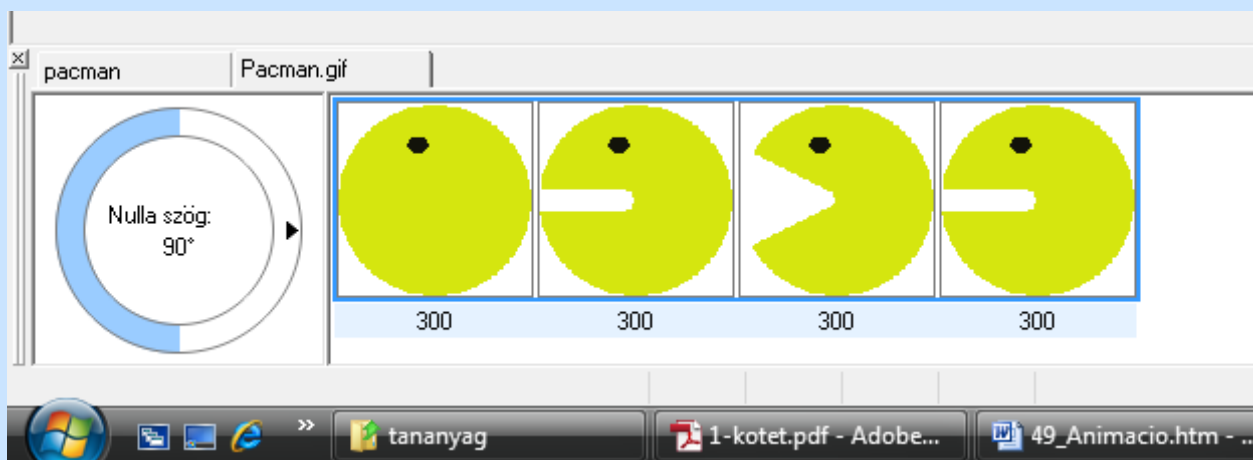 pacman
Pacman.gif
Nulla szög:
90°
300
300
300
300
tananyag
1-kotet.pdf - Adobe...
49_Animacio.htm - ...